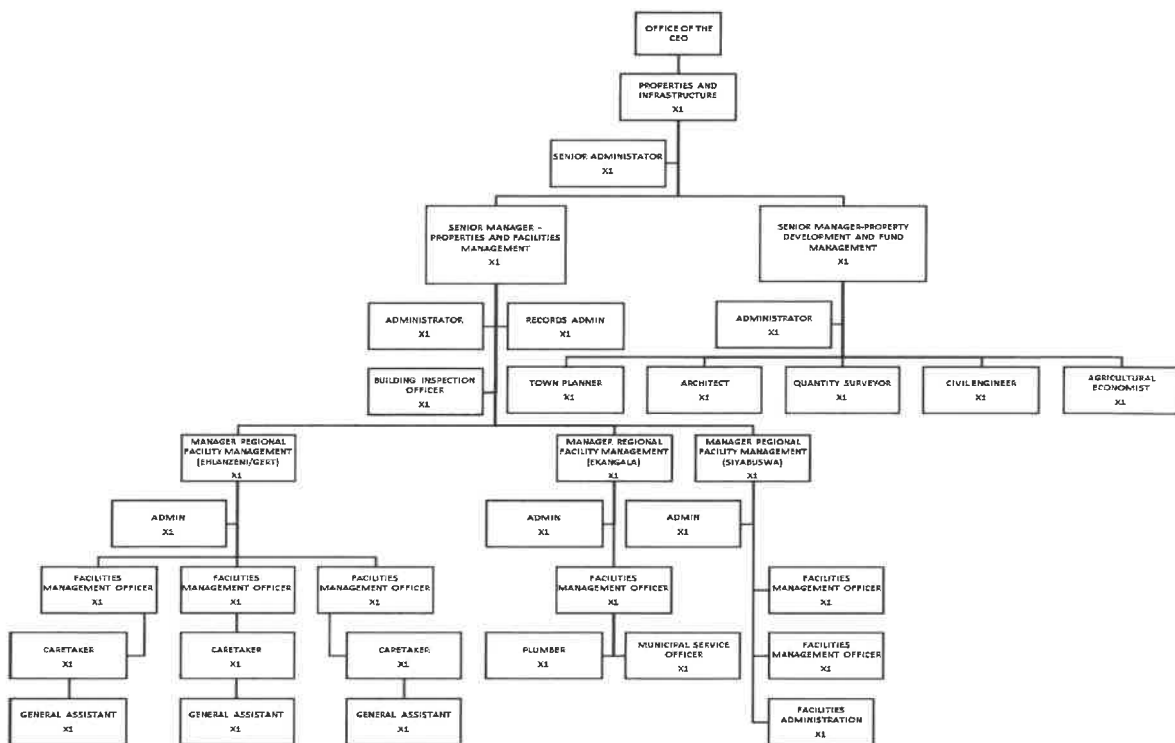 OFFICE OF THE
CEO
PROPERTIES AND
INFRASTRUCTURE
X1
SENIOR ADMINISTATOR
X1
SENIOR MANAGER –
PROPERTIES AND FACILITIES
MANAGEMENT
X1
SENIOR MANAGER-PROPERTY
DEVELOPMENT AND FUND
MANAGEMENT
X1
ADMINISTRATOR
X1
RECORDS ADMIN
X1
ADMINISTRATOR
X1
BUILDING INSPECTION
OFFICER
X1
TOWN PLANNER
X1
ARCHITECT
X1
QUANTITY SURVEYOR
X1
CIVIL ENGINEER
X1
AGRICULTURAL
ECONOMIST
X1
MANAGER REGIONAL
FACILITY MANAGEMENT
(EHLANZENI/GERT)
X1
MANAGER REGIONAL
FACILITY MANAGEMENT
(EKANGALA)
X1
MANAGER REGIONAL
FACILITY MANAGEMENT
(SIYABUSWA)
X1
ADMIN
X1
ADMIN
X1
ADMIN
X1
FACILITIES
MANAGEMENT OFFICER
X1
FACILITIES
MANAGEMENT OFFICER
X1
FACILITIES
MANAGEMENT OFFICER
X1
FACILITIES
MANAGEMENT OFFICER
X1
FACILITIES
MANAGEMENT OFFICER
X1
CARETAKER
X1
CARETAKER
X1
CARETAKER
X1
PLUMBER
X1
MUNICIPAL SERVICE
OFFICER
X1
FACILITIES
MANAGEMENT OFFICER
X1
GENERAL ASSISTANT
X1
GENERAL ASSISTANT
X1
GENERAL ASSISTANT
X1
FACILITIES
ADMINISTRATION
X1